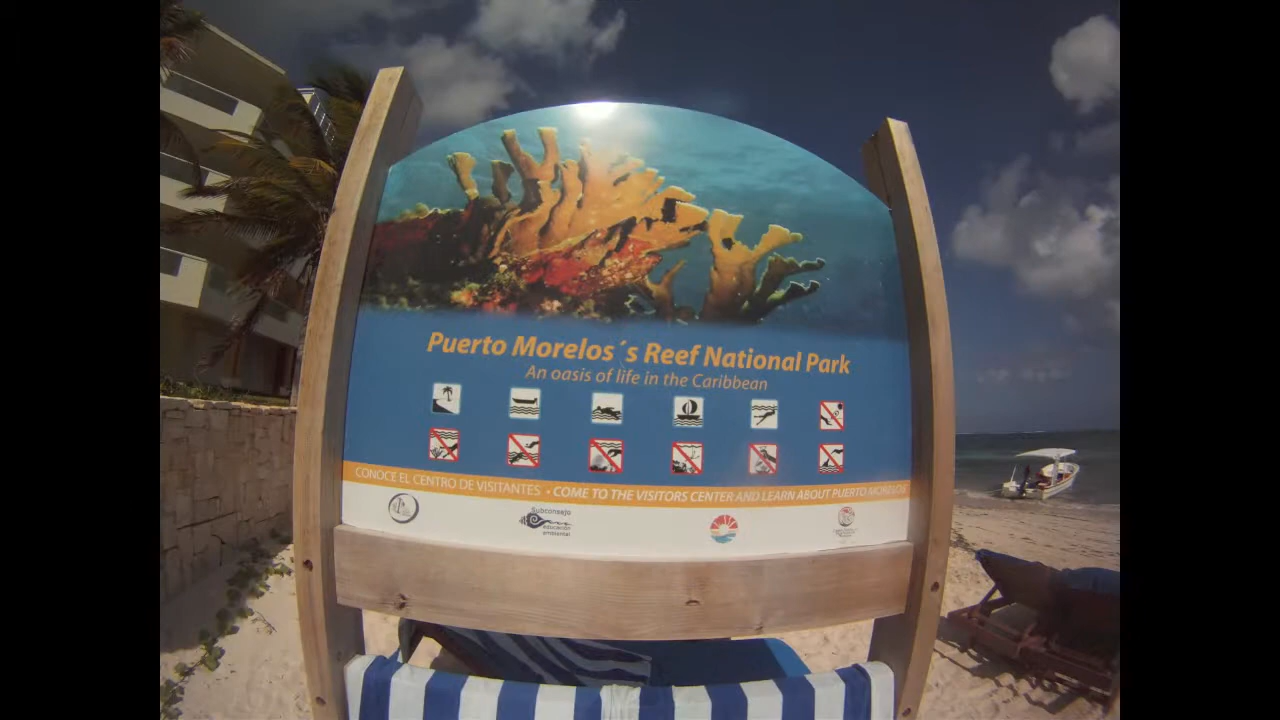 Puerto Morelos´s Reef National Park
An oasis of life in the Caribbean
CONOCE EL CENTRO DE VISITANTES • COME TO THE VISITORS CENTER AND LEARN ABOUT PUERTO MORELOS
Subconsejo
educación
ambiental